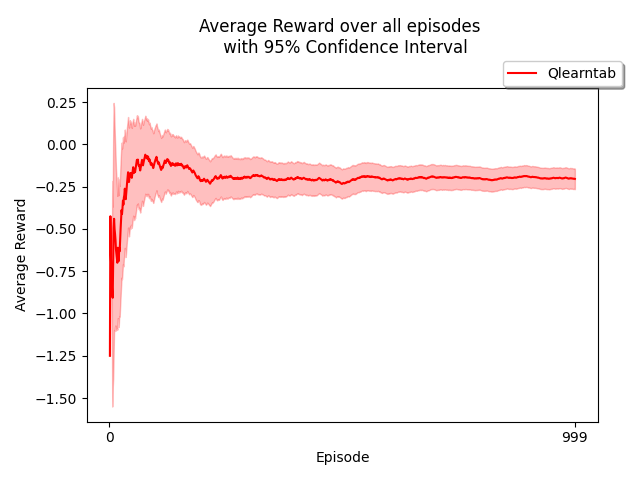 Average Reward over all episodes
with 95% Confidence Interval
Qlearntab
0.25
0.00
−0.25
−0.50
−0.75
−1.00
−1.25
−1.50
Average Reward
0
999
Episode